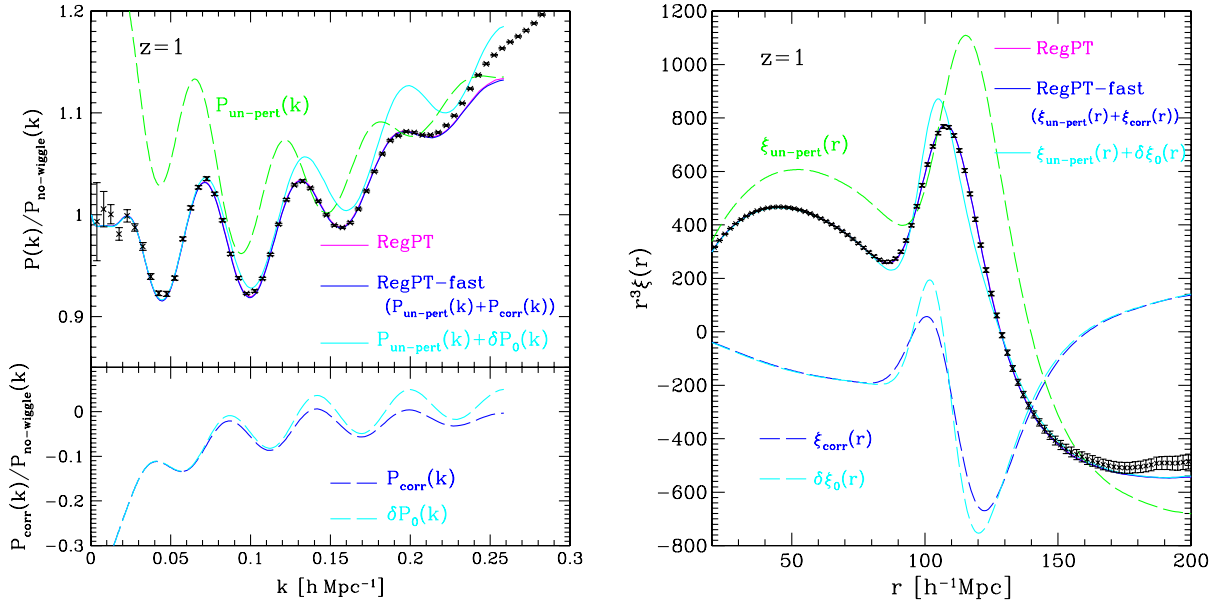 z=1
P_un-pert(k)
RegPT
RegPT-fast
(P_un-pert(k)+P_corr(k))
P_un-pert(k)+δP_0(k)
P(k)/P_no-wiggle(k)
1.2
1.1
1
0.9
P_corr(k)
δP_0(k)
P_corr(k)/P_no-wiggle(k)
0
-0.1
-0.2
-0.3
0 0.05 0.1 0.15 0.2 0.25 0.3
k [h Mpc⁻¹]
z=1
RegPT
RegPT-fast
(ξ_un-pert(r)+ξ_corr(r))
ξ_un-pert(r)+δξ_0(r)
ξ_un-pert(r)
ξ_corr(r)
δξ_0(r)
r³ξ(r)
1200
1000
800
600
400
200
0
-200
-400
-600
-800
50 100 150 200
r [h⁻¹Mpc]